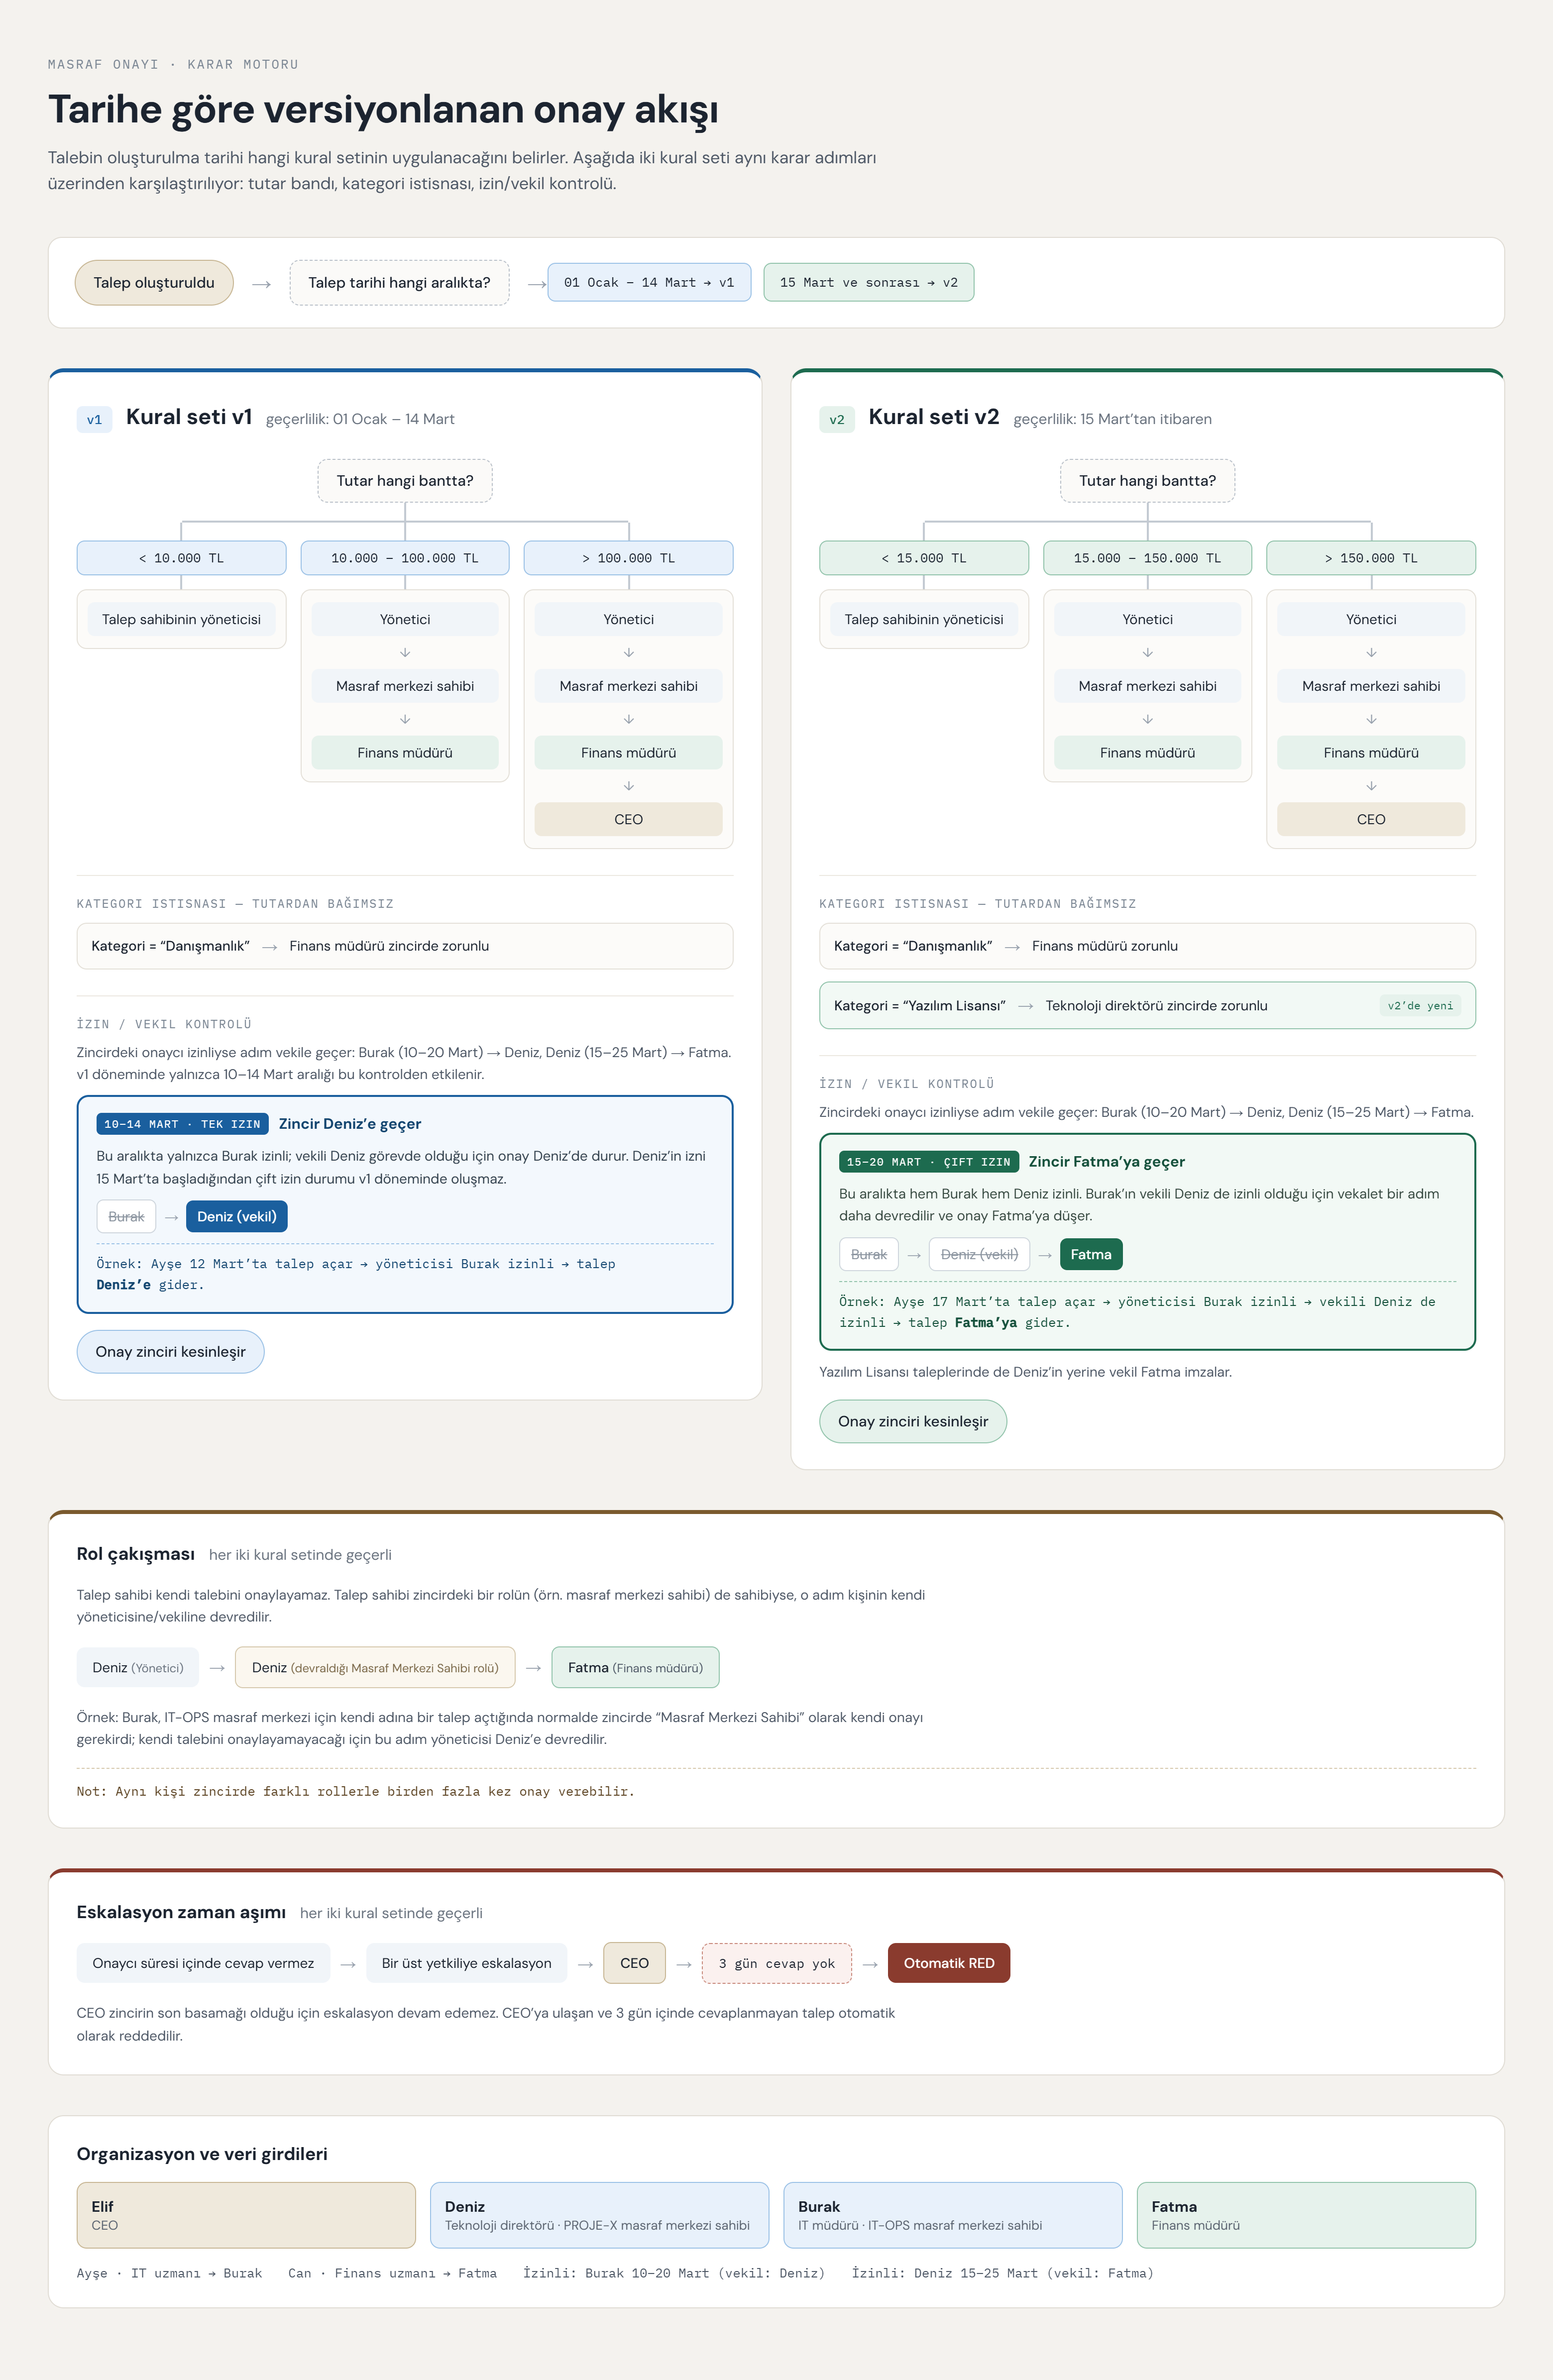 MASRAF ONAYI · KARAR MOTORU
Tarihe göre versiyonlanan onay akışı
Talebin oluşturulma tarihi hangi kural setinin uygulanacağını belirler. Aşağıda iki kural seti aynı karar adımları
üzerinden karşılaştırılıyor: tutar bandı, kategori istisnası, izin/vekil kontrolü.
Talep oluşturuldu → Talep tarihi hangi aralıkta? → 01 Ocak – 14 Mart → v1 15 Mart ve sonrası → v2
v1 Kural seti v1 geçerlilik: 01 Ocak – 14 Mart
Tutar hangi bantta?
< 10.000 TL 10.000 – 100.000 TL > 100.000 TL
Talep sahibinin yöneticisi Yönetici Yönetici
↓ ↓
Masraf merkezi sahibi Masraf merkezi sahibi
↓ ↓
Finans müdürü Finans müdürü
↓
CEO
KATEGORI ISTISNASI — TUTARDAN BAĞIMSIZ
Kategori = “Danışmanlık” → Finans müdürü zincirde zorunlu
İZIN / VEKIL KONTROLÜ
Zincirdeki onaycı izinliyse adım vekile geçer: Burak (10–20 Mart) → Deniz, Deniz (15–25 Mart) → Fatma.
v1 döneminde yalnızca 10–14 Mart aralığı bu kontrolden etkilenir.
10–14 MART · TEK IZIN Zincir Deniz’e geçer
Bu aralıkta yalnızca Burak izinli; vekili Deniz görevde olduğu için onay Deniz’de durur. Deniz’in izni
15 Mart’ta başladığından çift izin durumu v1 döneminde oluşmaz.
Burak → Deniz (vekil)
Örnek: Ayşe 12 Mart’ta talep açar → yöneticisi Burak izinli → talep
Deniz’e gider.
Onay zinciri kesinleşir
v2 Kural seti v2 geçerlilik: 15 Mart’tan itibaren
Tutar hangi bantta?
< 15.000 TL 15.000 – 150.000 TL > 150.000 TL
Talep sahibinin yöneticisi Yönetici Yönetici
↓ ↓
Masraf merkezi sahibi Masraf merkezi sahibi
↓ ↓
Finans müdürü Finans müdürü
↓
CEO
KATEGORI ISTISNASI — TUTARDAN BAĞIMSIZ
Kategori = “Danışmanlık” → Finans müdürü zorunlu
Kategori = “Yazılım Lisansı” → Teknoloji direktörü zincirde zorunlu v2’de yeni
İZIN / VEKIL KONTROLÜ
Zincirdeki onaycı izinliyse adım vekile geçer: Burak (10–20 Mart) → Deniz, Deniz (15–25 Mart) → Fatma.
15–20 MART · ÇIFT IZIN Zincir Fatma’ya geçer
Bu aralıkta hem Burak hem Deniz izinli. Burak’ın vekili Deniz de izinli olduğu için vekalet bir adım
daha devredilir ve onay Fatma’ya düşer.
Burak → Deniz (vekil) → Fatma
Örnek: Ayşe 17 Mart’ta talep açar → yöneticisi Burak izinli → vekili Deniz de
izinli → talep Fatma’ya gider.
Yazılım Lisansı taleplerinde de Deniz’in yerine vekil Fatma imzalar.
Onay zinciri kesinleşir
Rol çakışması her iki kural setinde geçerli
Talep sahibi kendi talebini onaylayamaz. Talep sahibi zincirdeki bir rolün (örn. masraf merkezi sahibi) de sahibiyse, o adım kişinin kendi
yöneticisine/vekiline devredilir.
Deniz (Yönetici) → Deniz (devraldığı Masraf Merkezi Sahibi rolü) → Fatma (Finans müdürü)
Örnek: Burak, IT-OPS masraf merkezi için kendi adına bir talep açtığında normalde zincirde “Masraf Merkezi Sahibi” olarak kendi onayı
gerekirdi; kendi talebini onaylayamayacağı için bu adım yöneticisi Deniz’e devredilir.
Not: Aynı kişi zincirde farklı rollerle birden fazla kez onay verebilir.
Eskalasyon zaman aşımı her iki kural setinde geçerli
Onaycı süresi içinde cevap vermez → Bir üst yetkiliye eskalasyon → CEO → 3 gün cevap yok → Otomatik RED
CEO zincirin son basamağı olduğu için eskalasyon devam edemez. CEO’ya ulaşan ve 3 gün içinde cevaplanmayan talep otomatik
olarak reddedilir.
Organizasyon ve veri girdileri
Elif
CEO
Deniz
Teknoloji direktörü · PROJE-X masraf merkezi sahibi
Burak
IT müdürü · IT-OPS masraf merkezi sahibi
Fatma
Finans müdürü
Ayşe · IT uzmanı → Burak Can · Finans uzmanı → Fatma İzinli: Burak 10–20 Mart (vekil: Deniz) İzinli: Deniz 15–25 Mart (vekil: Fatma)